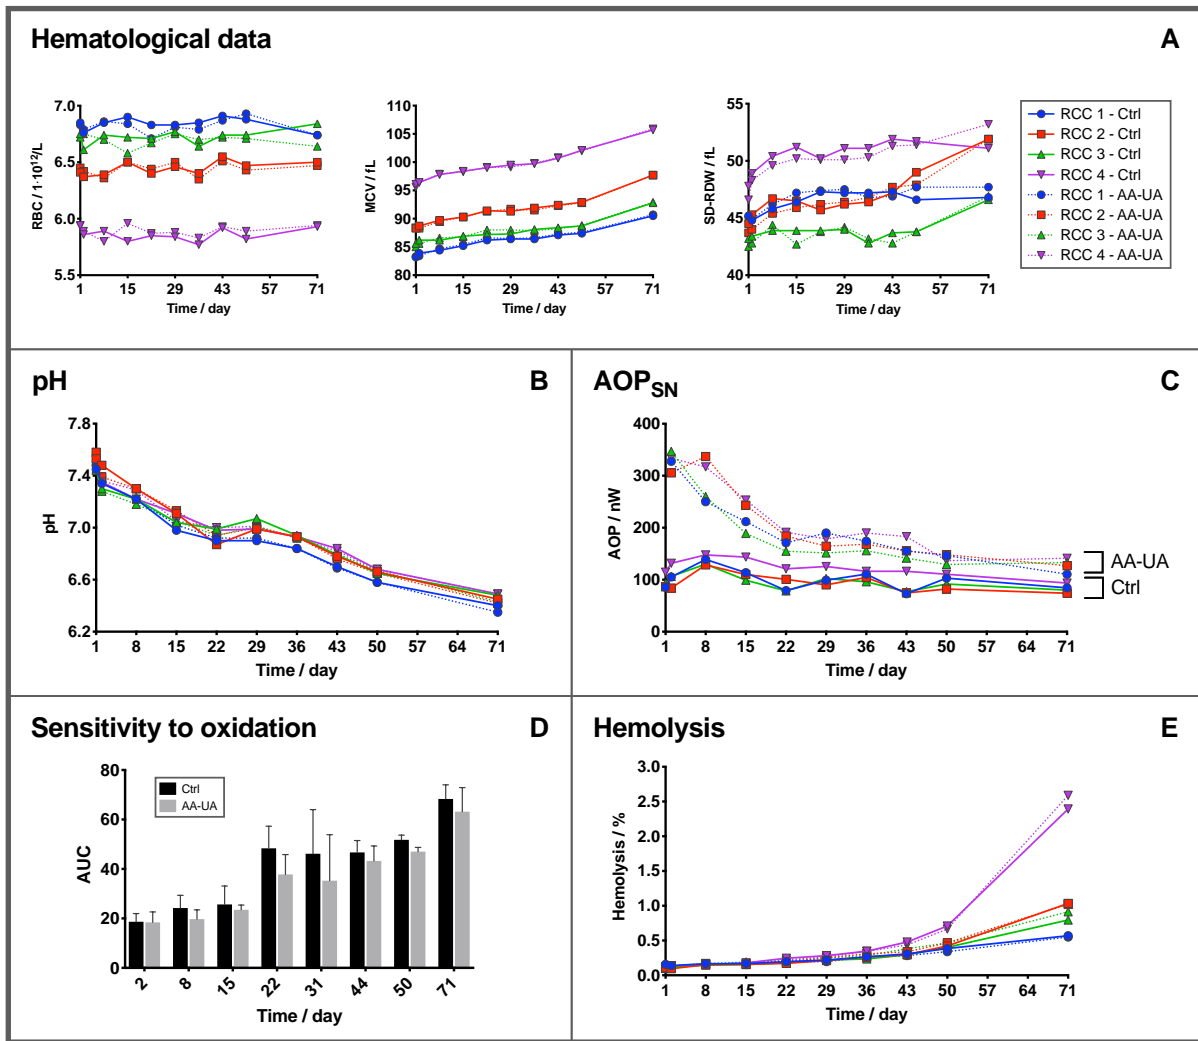 Hematological data
A
RBC / 1·10¹²/L
7.0
6.5
6.0
5.5
1 15 29 43 57 71
Time / day
MCV / fL
110
105
100
95
90
85
80
1 15 29 43 57 71
Time / day
SD-RDW / fL
55
50
45
40
1 15 29 43 57 71
Time / day
RCC 1 - Ctrl
RCC 2 - Ctrl
RCC 3 - Ctrl
RCC 4 - Ctrl
RCC 1 - AA-UA
RCC 2 - AA-UA
RCC 3 - AA-UA
RCC 4 - AA-UA
pH
B
pH
7.8
7.4
7.0
6.6
6.2
1 8 15 22 29 36 43 50 57 64 71
Time / day
AOPSN
C
AOP / nW
400
300
200
100
0
1 8 15 22 29 36 43 50 57 64 71
Time / day
AA-UA
Ctrl
Sensitivity to oxidation
D
AUC
80
60
40
20
0
Ctrl
AA-UA
2 8 15 22 31 44 50 71
Time / day
Hemolysis
E
Hemolysis / %
3.0
2.5
2.0
1.5
1.0
0.5
0.0
1 8 15 22 29 36 43 50 57 64 71
Time / day